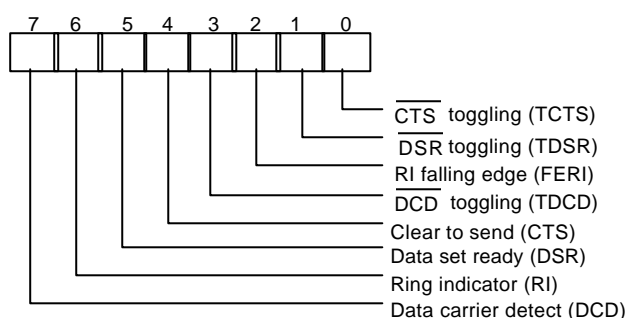 7 6 5 4 3 2 1 0
CTS toggling (TCTS)
DSR toggling (TDSR)
RI falling edge (FERI)
DCD toggling (TDCD)
Clear to send (CTS)
Data set ready (DSR)
Ring indicator (RI)
Data carrier detect (DCD)